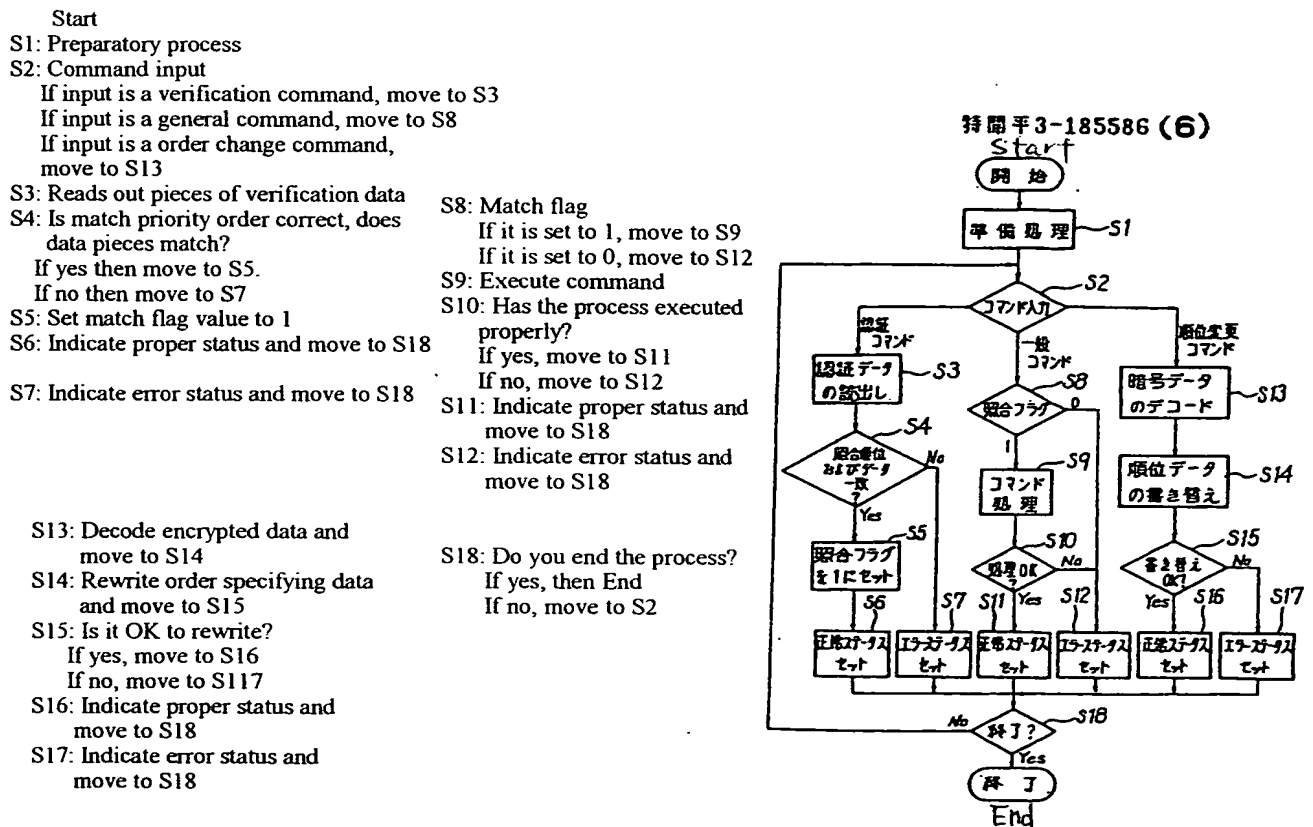 Start
S1: Preparatory process
S2: Command input
If input is a verification command, move to S3
If input is a general command, move to S8
If input is a order change command,
move to S13
S3: Reads out pieces of verification data
S4: Is match priority order correct, does
data pieces match?
If yes then move to S5.
If no then move to S7
S5: Set match flag value to 1
S6: Indicate proper status and move to S18
S7: Indicate error status and move to S18
S13: Decode encrypted data and
move to S14
S14: Rewrite order specifying data
and move to S15
S15: Is it OK to rewrite?
If yes, move to S16
If no, move to S117
S16: Indicate proper status and
move to S18
S17: Indicate error status and
move to S18
S8: Match flag
If it is set to 1, move to S9
If it is set to 0, move to S12
S9: Execute command
S10: Has the process executed
properly?
If yes, move to S11
If no, move to S12
S11: Indicate proper status and
move to S18
S12: Indicate error status and
move to S18
S18: Do you end the process?
If yes, then End
If no, move to S2
特開平3-185586 (6)
Start
開始
準備処理
S1
コマンド入力
S2
認証
コマンド
一般
コマンド
順位変更
コマンド
認証データ
の読出し
S3
照合フラグ
S8
0
1
暗号データ
のデコード
S13
照合順位
およびデータ
一致
?
S4
No
Yes
コマンド
処理
S9
順位データ
の書き替え
S14
照合フラグ
を1にセット
S5
処理OK
?
S10
No
Yes
書き替え
OK?
S15
No
Yes
正常ステータス
セット
S6
エラーステータス
セット
S7
正常ステータス
セット
S11
エラーステータス
セット
S12
正常ステータス
セット
S16
エラーステータス
セット
S17
終了?
S18
No
Yes
終了
End